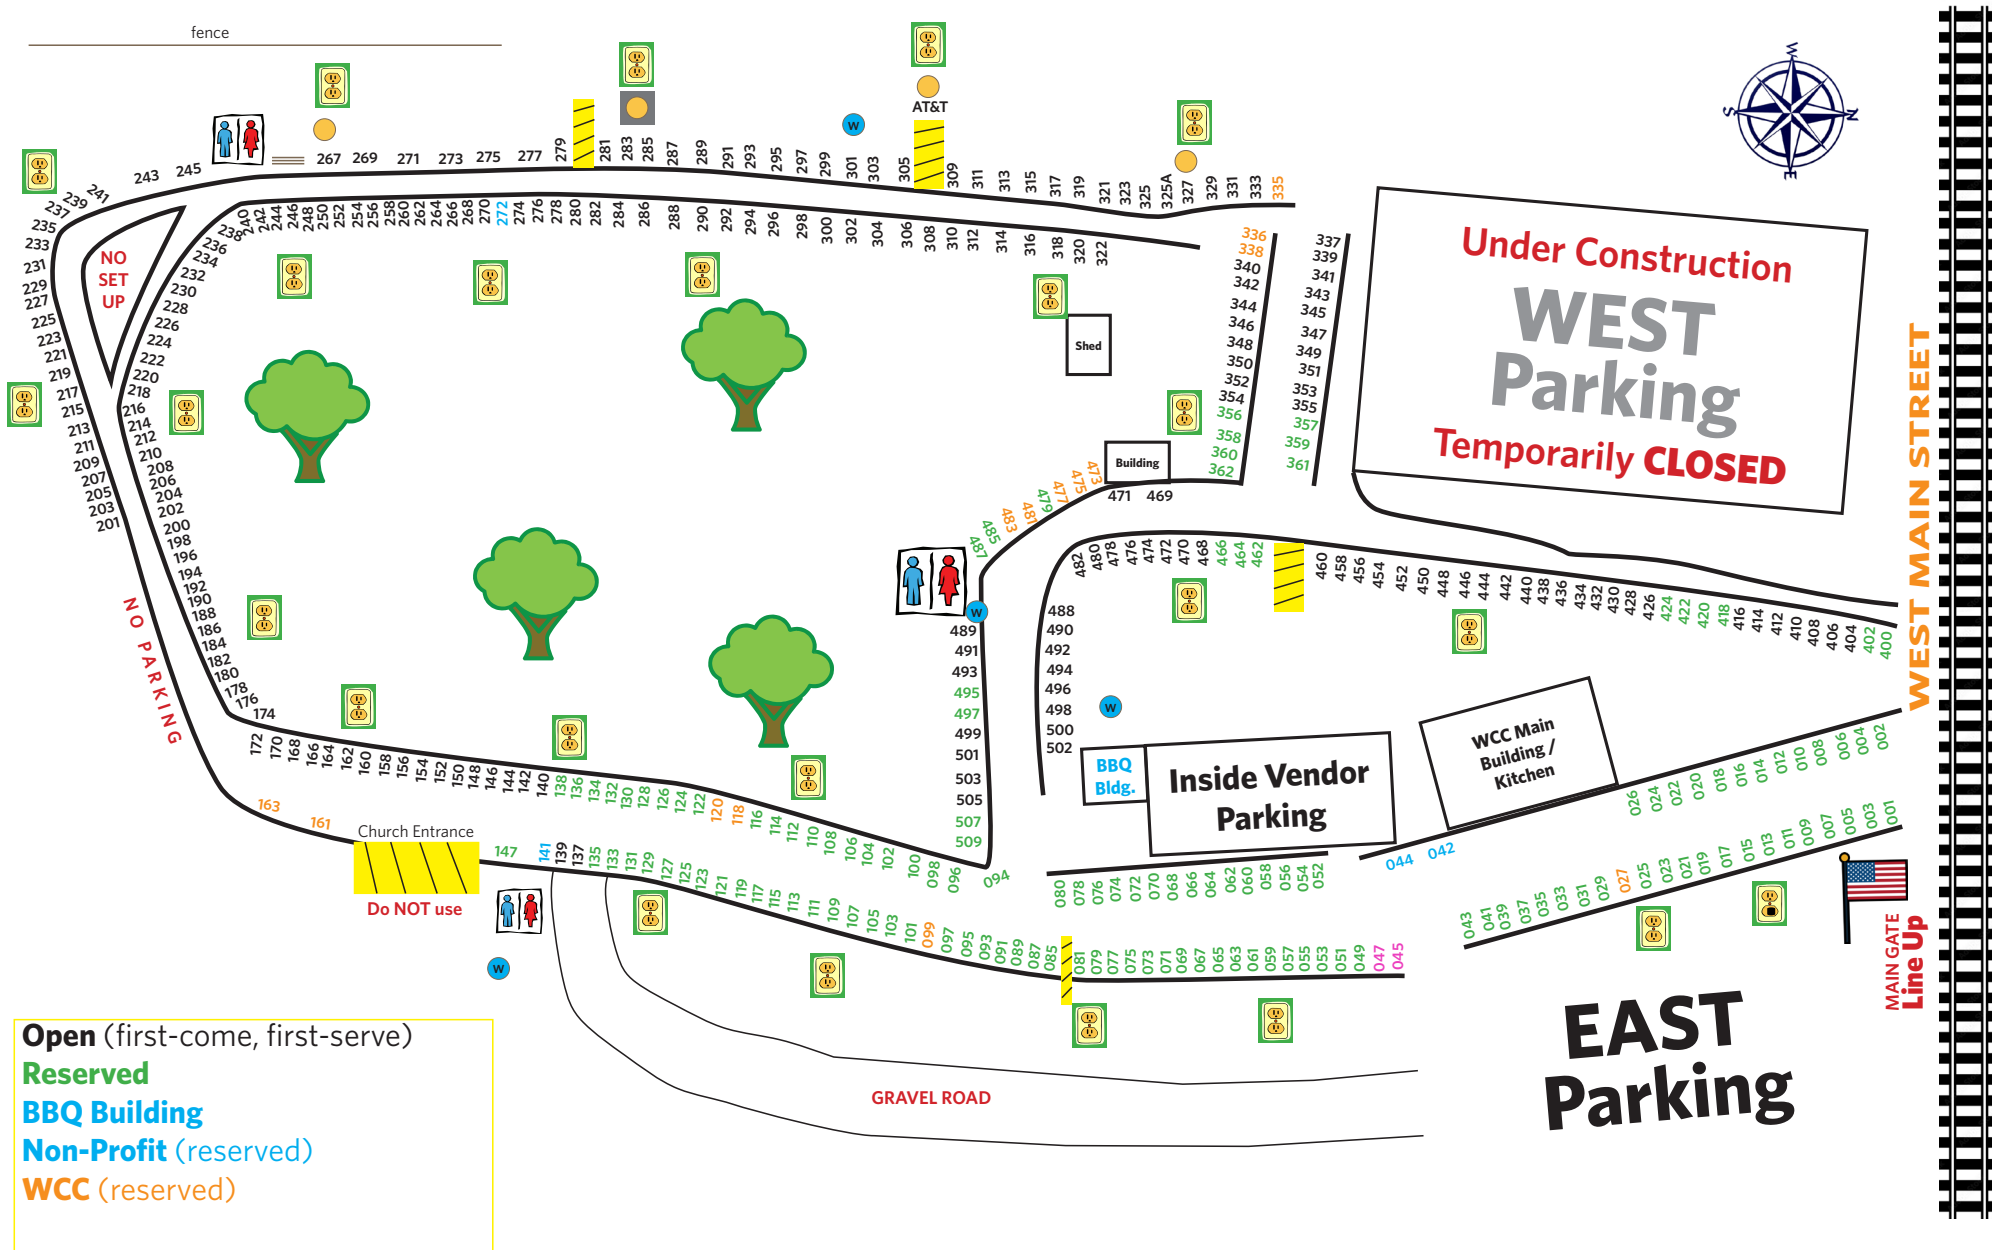 fence
AT&T
W
W
N
S
E
267 269 271 273 275 277 279 281 283 285 287 289 291 293 295 297 299 301 303 305 309 311 313 315 317 319 321 323 325 325A 327 329 331 333 335
245
243
241
239
237
235
233
231
229
227
225
223
221
219
217
215
213
211
209
207
205
203
201
NO
SET
UP
240 242 244 246 248 250 252 254 256 258 260 262 264 266 268 270 272 274 276 278 280 282 284 286 288 290 292 294 296 298 300 302 304 306 308 310 312 314 316 318 320 322
238
236
234
232
230
228
226
224
222
220
218
216
214
212
210
208
206
204
202
200
198
196
194
192
190
188
186
184
182
180
178
176
174
NO PARKING
336
338
340
342
344
346
348
350
352
354
356
358
360
362
337
339
341
343
345
347
349
351
353
355
357
359
361
Under Construction
WEST
Parking
Temporarily CLOSED
WEST MAIN STREET
Shed
Building
471 469
473
475
477
479
481
483
485
487
W
489
491
493
495
497
499
501
503
505
507
509
482 480 478 476 474 472 470 468 466 464 462 460 458 456 454 452 450 448 446 444 442 440 438 436 434 432 430 428 426 424 422 420 418 416 414 412 410 408 406 404 402 400
488
490
492
494
496
498
500
502
W
BBQ
Bldg.
Inside Vendor
Parking
WCC Main
Building /
Kitchen
172 170 168 166 164 162 160 158 156 154 152 150 148 146 144 142 140 138 136 134 132 130 128 126 124 122 120 118 116 114 112 110 108 106 104 102 100 098 096 094
080 078 076 074 072 070 068 066 064 062 060 058 056 054 052
044 042
026 024 022 020 018 016 014 012 010 008 006 004 002
163
161
Church Entrance
Do NOT use
147 141 139 137 135 133 131 129 127 125 123 121 119 117 115 113 111 109 107 105 103 101 099 097 095 093 091 089 087 085 081 079 077 075 073 071 069 067 065 063 061 059 057 055 053 051 049 047 045
043 041 039 037 035 033 031 029 027 025 023 021 019 017 015 013 011 009 007 005 003 001
W
MAIN GATE
Line Up
EAST
Parking
GRAVEL ROAD
Open (first-come, first-serve)
Reserved
BBQ Building
Non-Profit (reserved)
WCC (reserved)